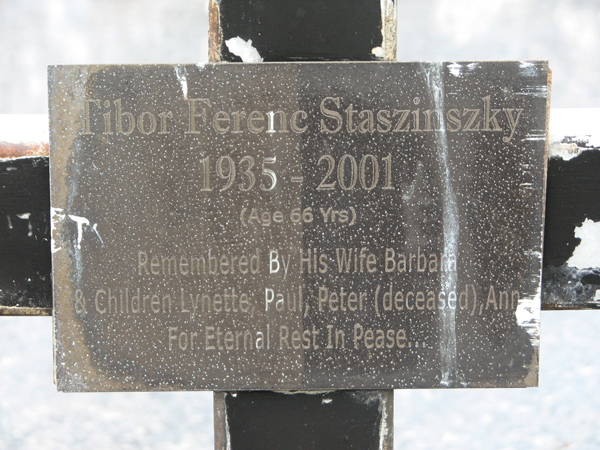 Tibor Ferenc Staszinszky
1935 - 2001
(Age 66 Yrs)
Remembered By His Wife Barbara
& Children Lynette, Paul, Peter (deceased), Ann
For Eternal Rest In Pease...